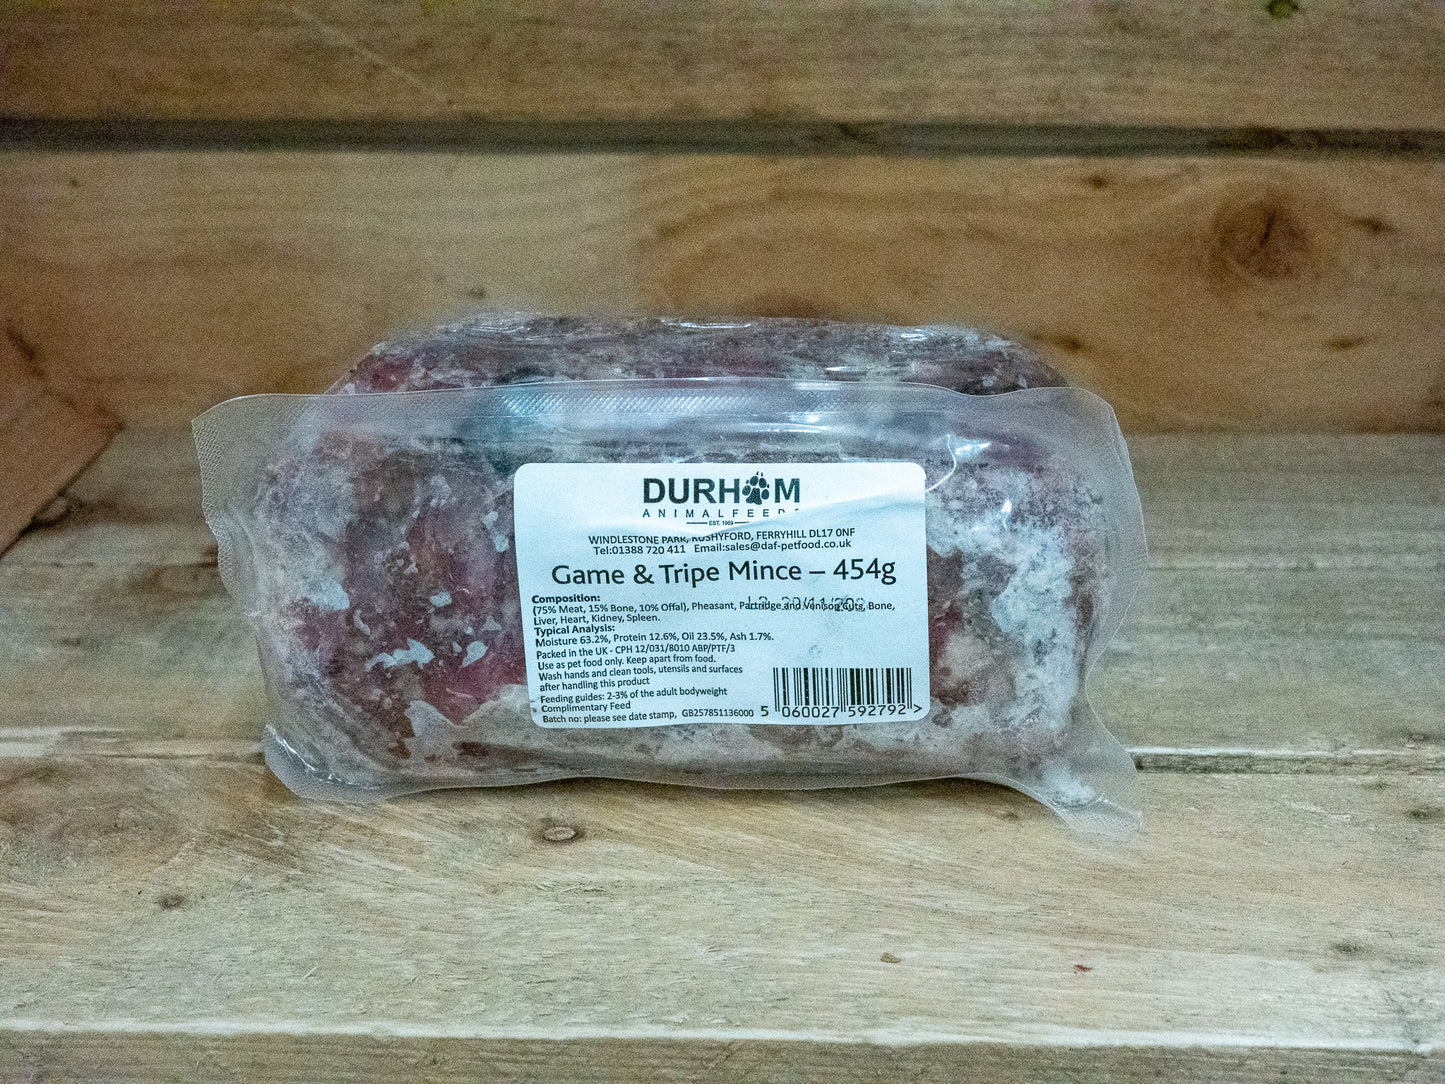 DURHAM
ANIMAL FEEDS
EST. 1969
WINDLESTONE PARK, RUSHYFORD, FERRYHILL DL17 0NF
Tel:01388 720 411 Email:sales@daf-petfood.co.uk
Game & Tripe Mince – 454g
Composition:
(75% Meat, 15% Bone, 10% Offal), Pheasant, Partridge and Venison Cuts, Bone,
Liver, Heart, Kidney, Spleen.
Typical Analysis:
Moisture 63.2%, Protein 12.6%, Oil 23.5%, Ash 1.7%.
Packed in the UK - CPH 12/031/8010 ABP/PTF/3
Use as pet food only. Keep apart from food.
Wash hands and clean tools, utensils and surfaces
after handling this product
Feeding guides: 2-3% of the adult bodyweight
Complimentary Feed
Batch no: please see date stamp, GB257851136000
5 060027 592792 >